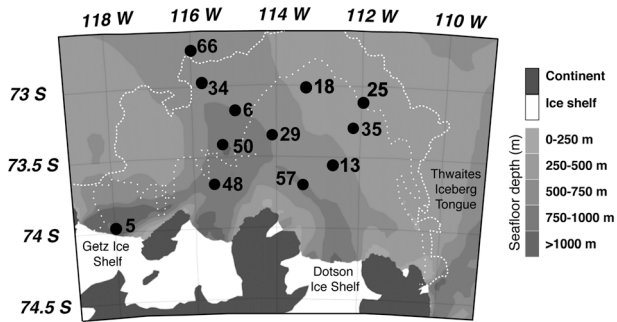 118 W 116 W 114 W 112 W 110 W
66
34
18
25
73 S
6
35
29
50
13
73.5 S
48
57
Thwaites
Iceberg
Tongue
5
74 S
Getz Ice
Shelf
Dotson
Ice Shelf
74.5 S
Continent
Ice shelf
Seafloor depth (m)
0-250 m
250-500 m
500-750 m
750-1000 m
>1000 m